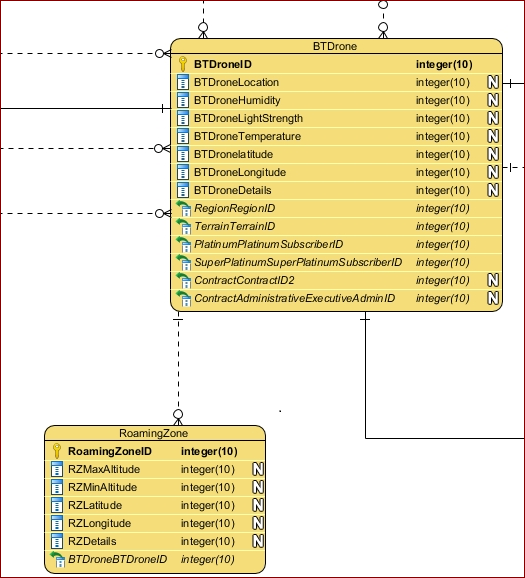 BTDrone
BTDroneID integer(10)
BTDroneLocation integer(10) N
BTDroneHumidity integer(10) N
BTDroneLightStrength integer(10) N
BTDroneTemperature integer(10) N
BTDronelatitude integer(10) N
BTDroneLongitude integer(10) N
BTDroneDetails integer(10) N
RegionRegionID integer(10)
TerrainTerrainID integer(10)
PlatinumPlatinumSubscriberID integer(10)
SuperPlatinumSuperPlatinumSubscriberID integer(10)
ContractContractID2 integer(10) N
ContractAdministrativeExecutiveAdminID integer(10) N
RoamingZone
RoamingZoneID integer(10)
RZMaxAltitude integer(10) N
RZMinAltitude integer(10) N
RZLatitude integer(10) N
RZLongitude integer(10) N
RZDetails integer(10) N
BTDroneBTDroneID integer(10)